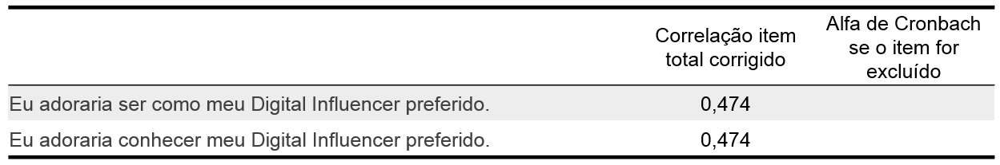 Correlação item
total corrigido
Alfa de Cronbach
se o item for
excluído
Eu adoraria ser como meu Digital Influencer preferido. 0,474
Eu adoraria conhecer meu Digital Influencer preferido. 0,474